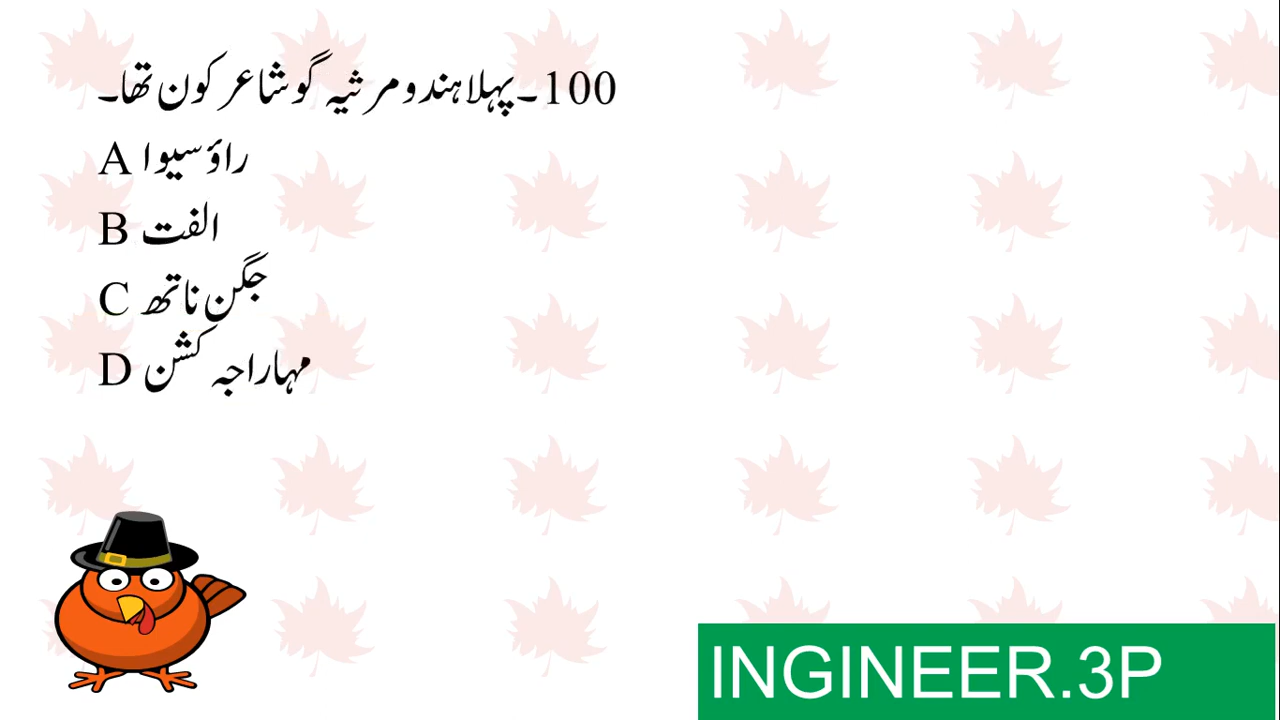 100۔پہلا ہندو مرثیہ گو شاعر کون تھا۔
A راؤ سیوا
B الفت
C جگن ناتھ
D مہاراجہ کشن
INGINEER.3P